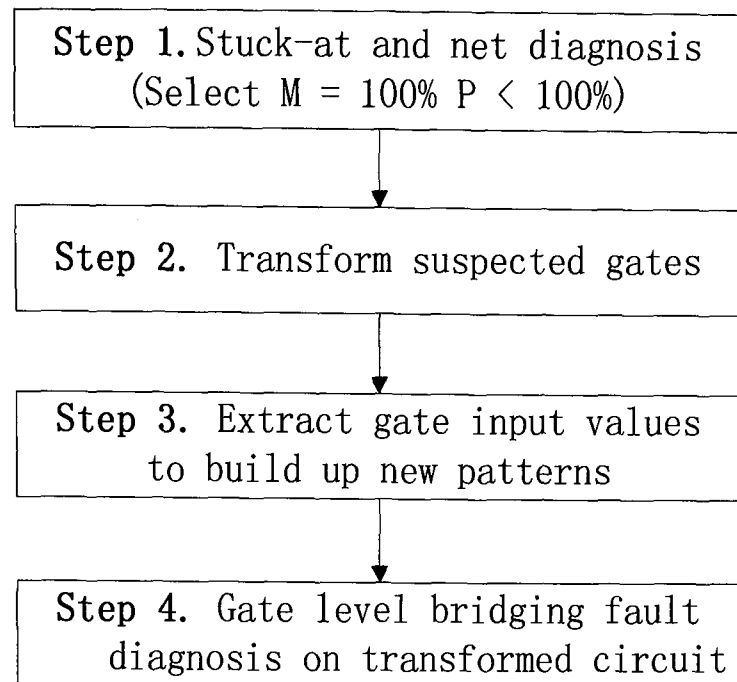 Step 1. Stuck-at and net diagnosis
(Select M = 100% P < 100%)
Step 2. Transform suspected gates
Step 3. Extract gate input values
to build up new patterns
Step 4. Gate level bridging fault
diagnosis on transformed circuit